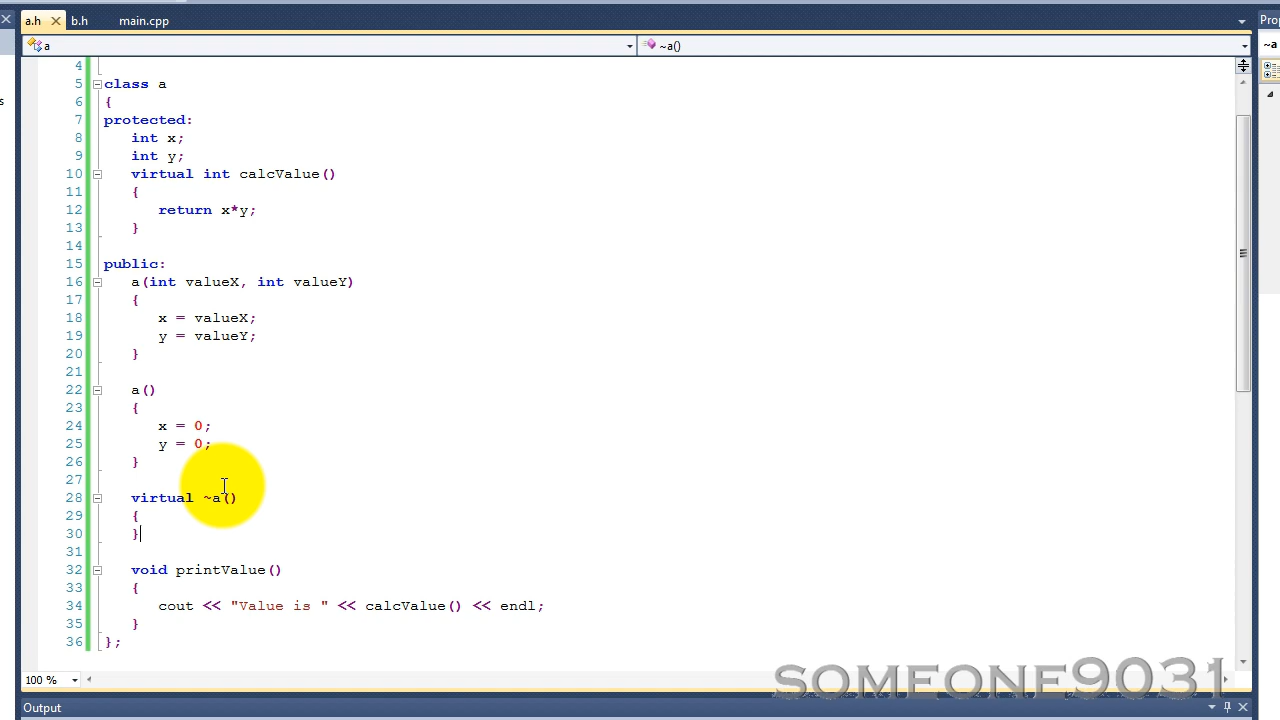 a.h b.h main.cpp
Prop
a ~a()
~a
4
5 class a
6 {
7 protected:
8 int x;
9 int y;
10 virtual int calcValue()
11 {
12 return x*y;
13 }
14
15 public:
16 a(int valueX, int valueY)
17 {
18 x = valueX;
19 y = valueY;
20 }
21
22 a()
23 {
24 x = 0;
25 y = 0;
26 }
27
28 virtual ~a()
29 {
30 }
31
32 void printValue()
33 {
34 cout << "Value is " << calcValue() << endl;
35 }
36 };
100 %
SOMEONE9031
Output